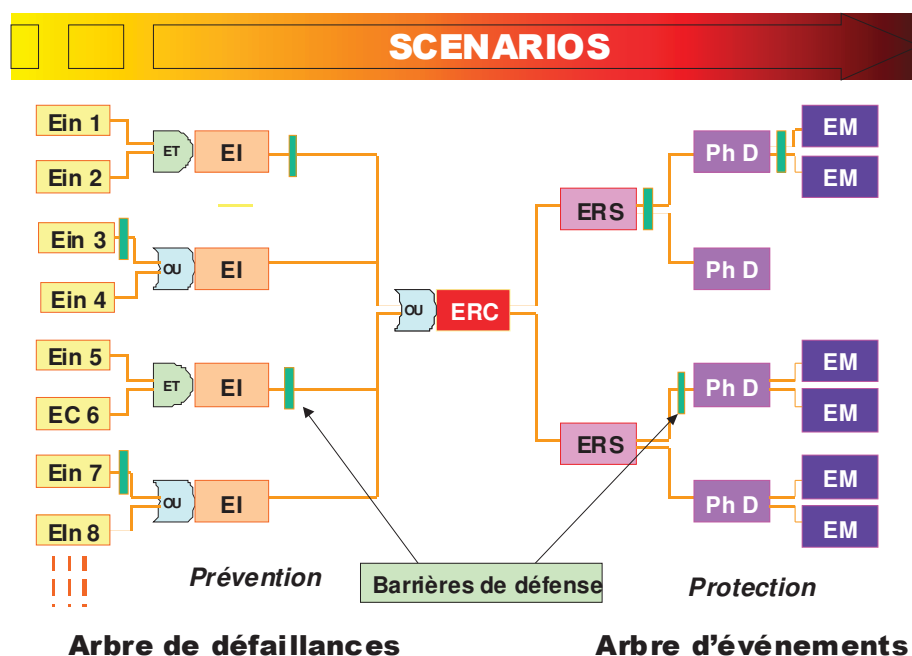 SCENARIOS
Ein 1
Ein 2
ET
EI
Ein 3
Ein 4
OU
EI
Ein 5
EC 6
ET
EI
Ein 7
EIn 8
OU
EI
OU
ERC
ERS
ERS
Ph D
EM
EM
Ph D
Ph D
EM
EM
Ph D
EM
EM
Prévention
Barrières de défense
Protection
Arbre de défaillances
Arbre d'événements